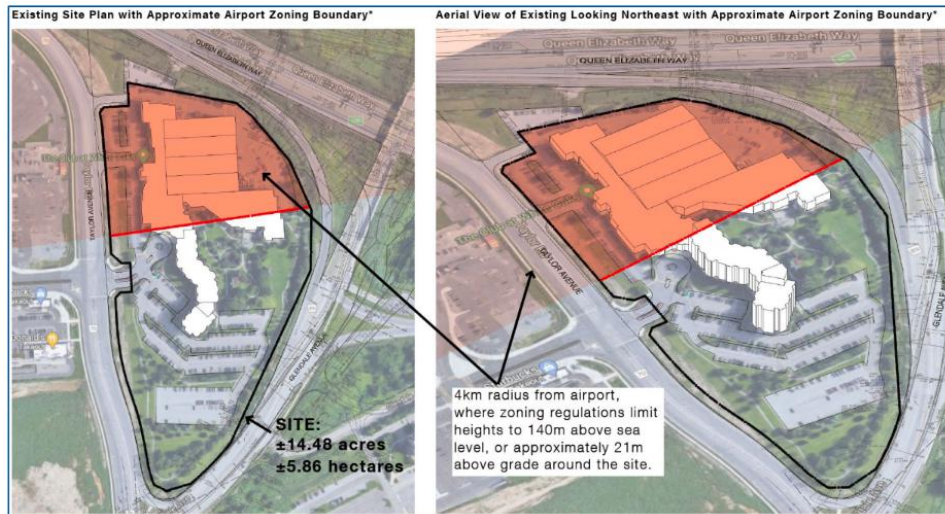 Existing Site Plan with Approximate Airport Zoning Boundary*
Aerial View of Existing Looking Northeast with Approximate Airport Zoning Boundary*
Queen Elizabeth Way
QUEEN ELIZABETH WAY
TAYLOR AVENUE
GLENDALE AVENUE
SITE:
±14.48 acres
±5.86 hectares
Queen Elizabeth Way
Queen Elizabeth Way
QUEEN ELIZABETH WAY
TAYLOR AVENUE
4km radius from airport,
where zoning regulations limit
heights to 140m above sea
level, or approximately 21m
above grade around the site.